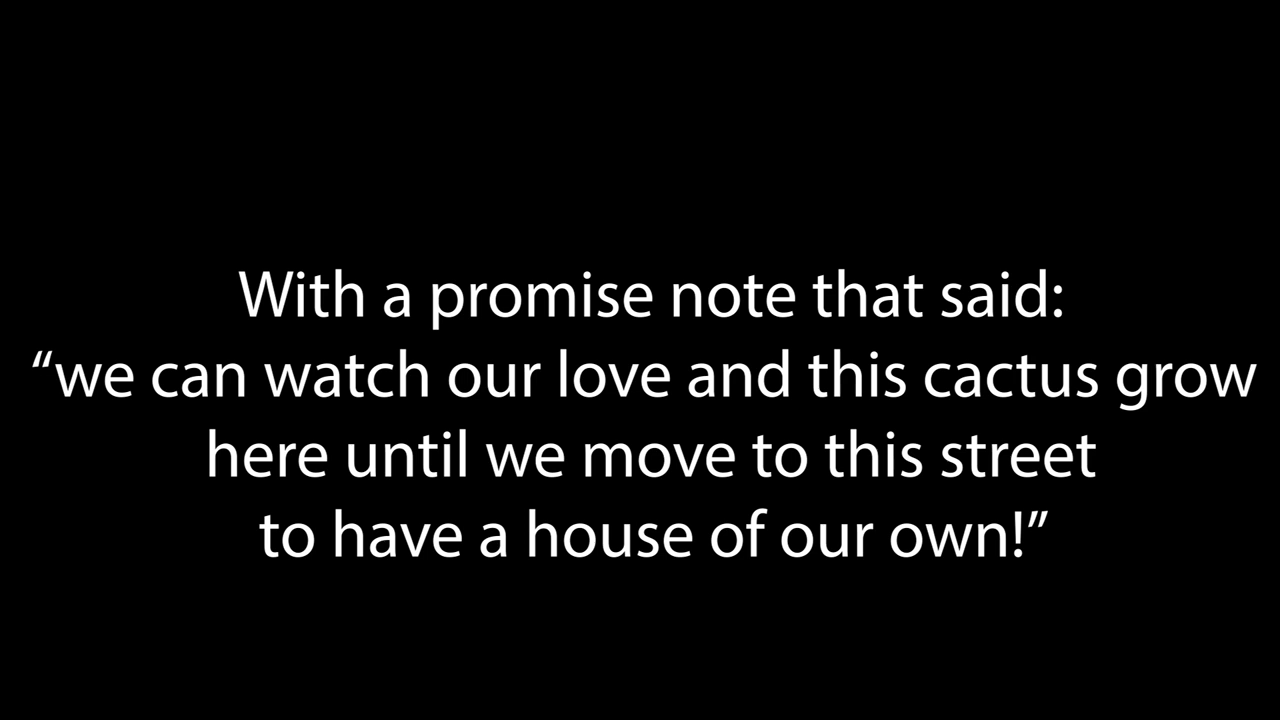 With a promise note that said:
“we can watch our love and this cactus grow
here until we move to this street
to have a house of our own!”